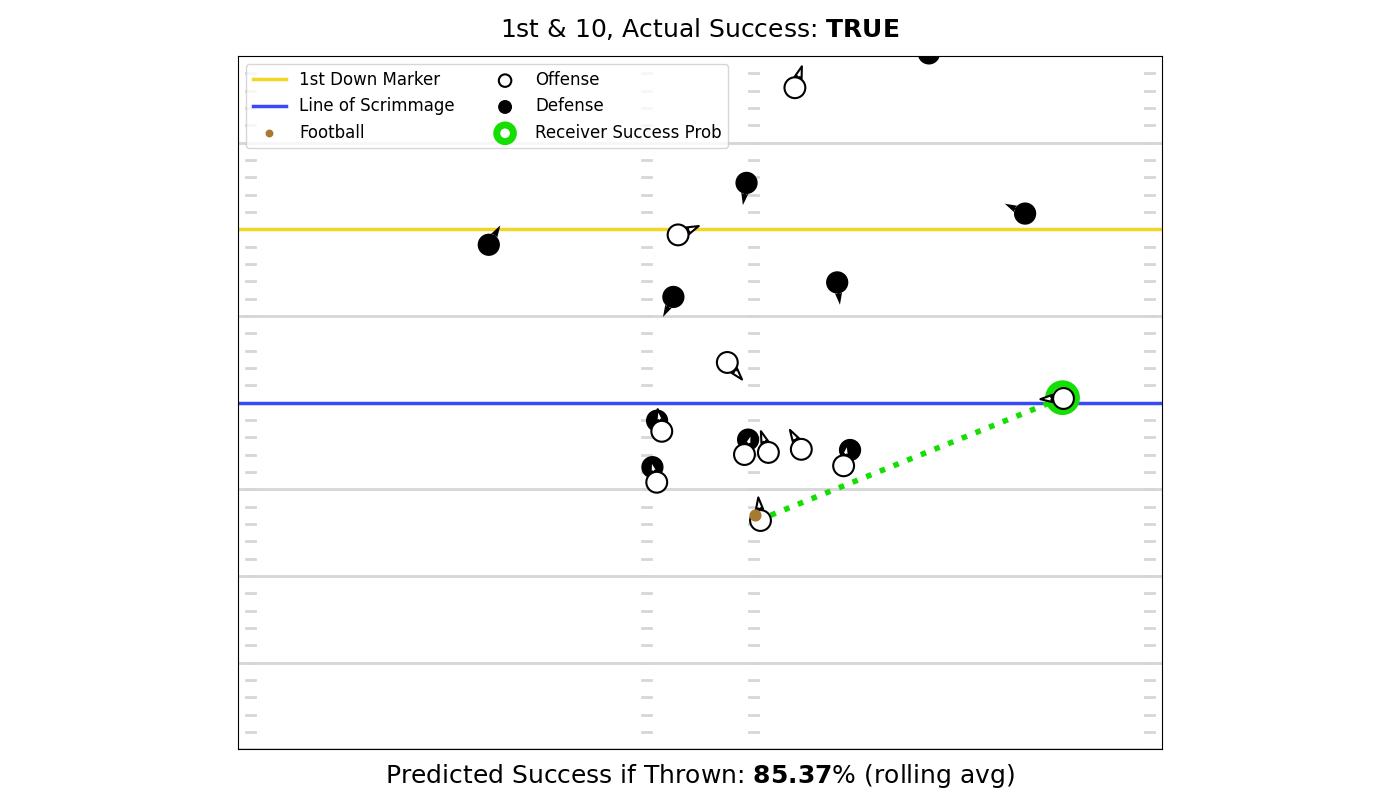 1st & 10, Actual Success: TRUE
1st Down Marker
Line of Scrimmage
Football
Offense
Defense
Receiver Success Prob
Predicted Success if Thrown: 85.37% (rolling avg)